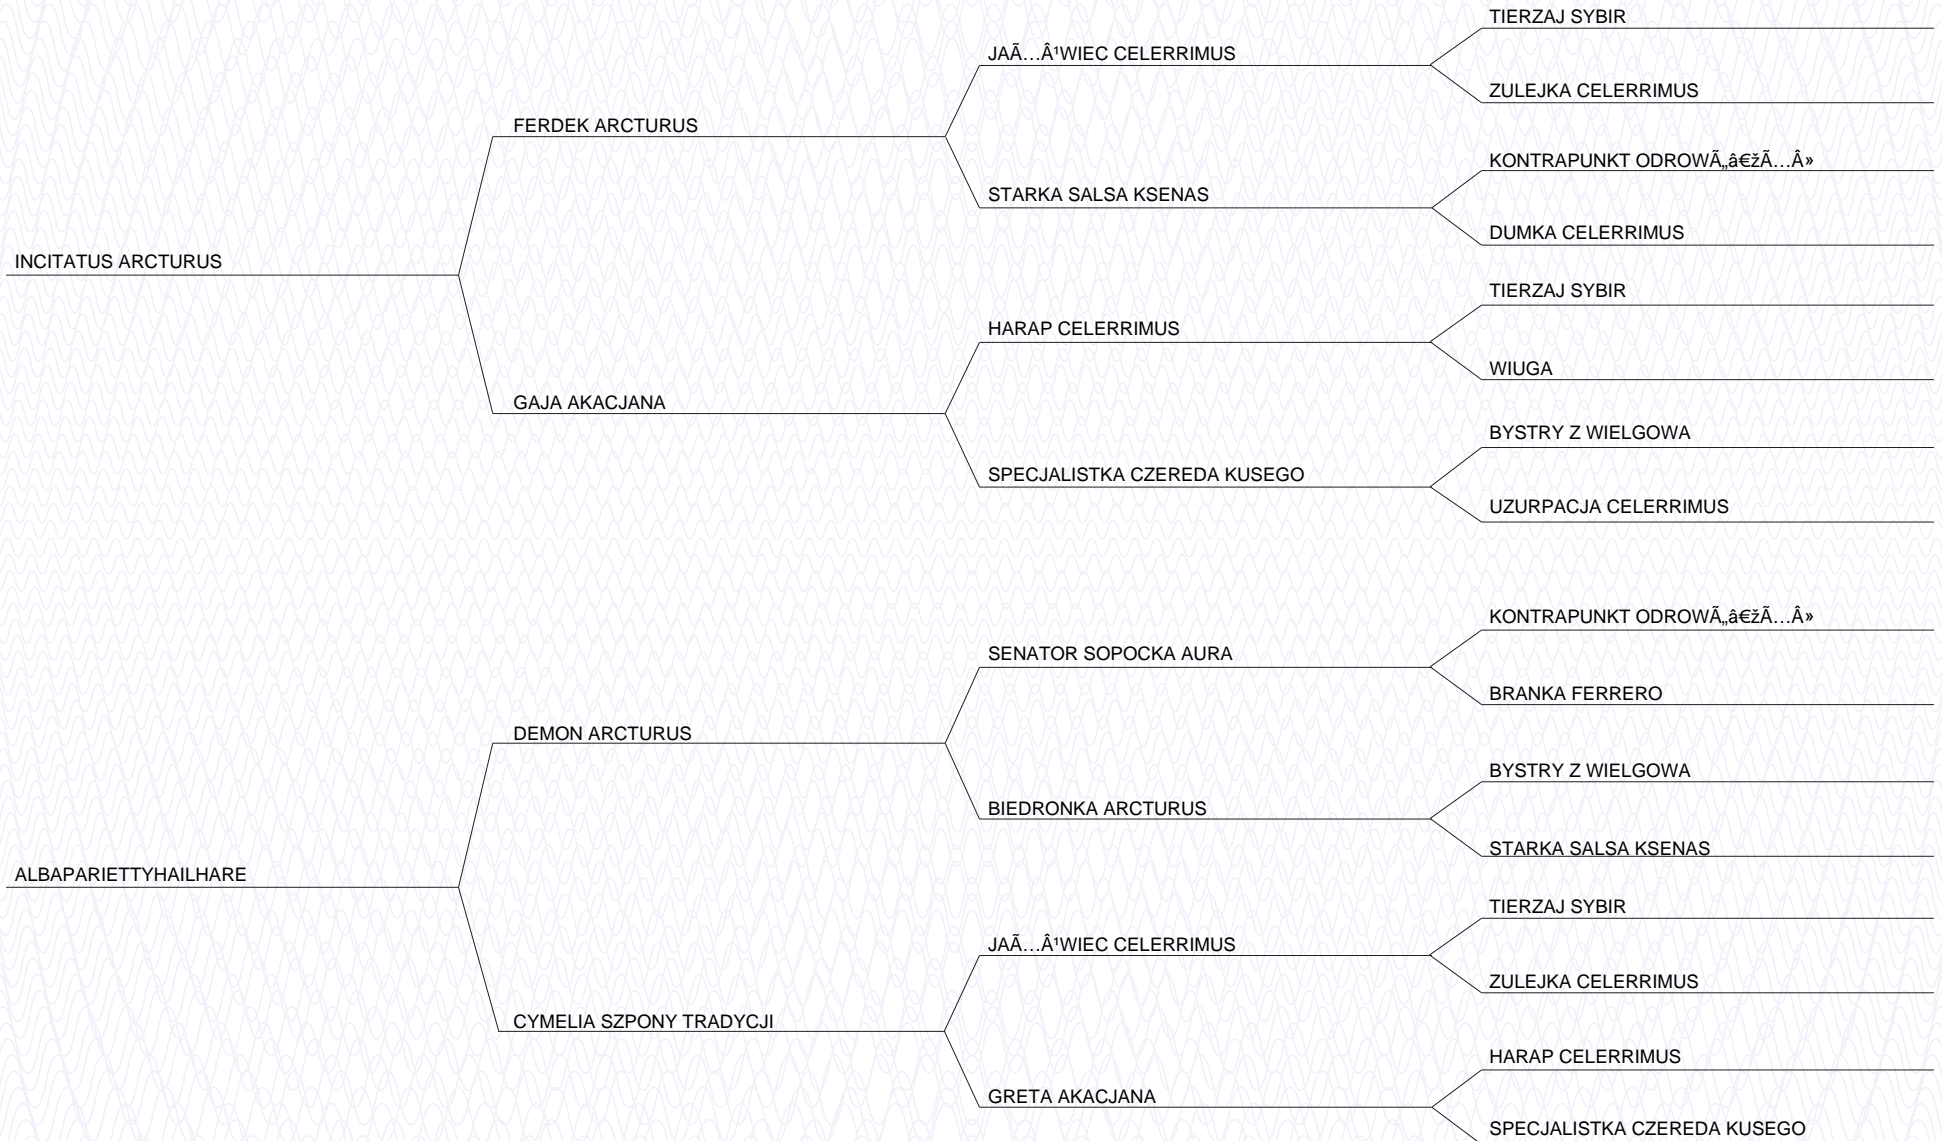 TIERZAJ SYBIR
JAÃ…Â¹WIEC CELERRIMUS
ZULEJKA CELERRIMUS
FERDEK ARCTURUS
KONTRAPUNKT ODROWÃ„â€žÃ…Â»
STARKA SALSA KSENAS
DUMKA CELERRIMUS
INCITATUS ARCTURUS
TIERZAJ SYBIR
HARAP CELERRIMUS
WIUGA
GAJA AKACJANA
BYSTRY Z WIELGOWA
SPECJALISTKA CZEREDA KUSEGO
UZURPACJA CELERRIMUS
KONTRAPUNKT ODROWÃ„â€žÃ…Â»
SENATOR SOPOCKA AURA
BRANKA FERRERO
DEMON ARCTURUS
BYSTRY Z WIELGOWA
BIEDRONKA ARCTURUS
STARKA SALSA KSENAS
ALBAPARIETTYHAILHARE
TIERZAJ SYBIR
JAÃ…Â¹WIEC CELERRIMUS
ZULEJKA CELERRIMUS
CYMELIA SZPONY TRADYCJI
HARAP CELERRIMUS
GRETA AKACJANA
SPECJALISTKA CZEREDA KUSEGO